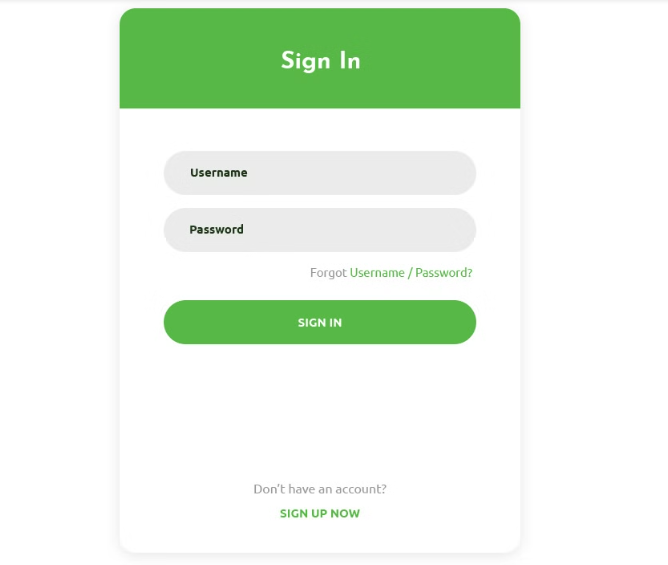 Sign In
Username
Password
Forgot Username / Password?
SIGN IN
Don't have an account?
SIGN UP NOW